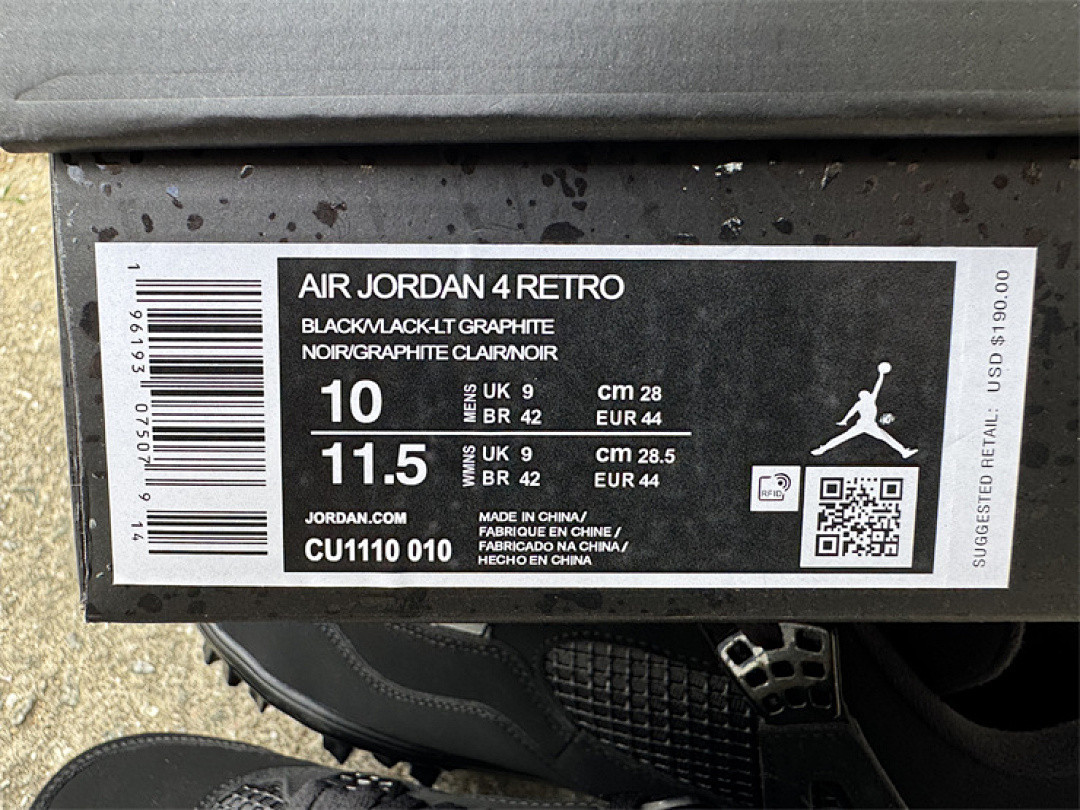 AIR JORDAN 4 RETRO
BLACK/VLACK-LT GRAPHITE
NOIR/GRAPHITE CLAIR/NOIR
10 MENS UK 9 cm 28
BR 42 EUR 44
11.5 WMNS UK 9 cm 28.5
BR 42 EUR 44
JORDAN.COM
CU1110 010
MADE IN CHINA/
FABRIQUE EN CHINE/
FABRICADO NA CHINA/
HECHO EN CHINA
RFID
1 96193 07507 9 14
SUGGESTED RETAIL: USD $190.00